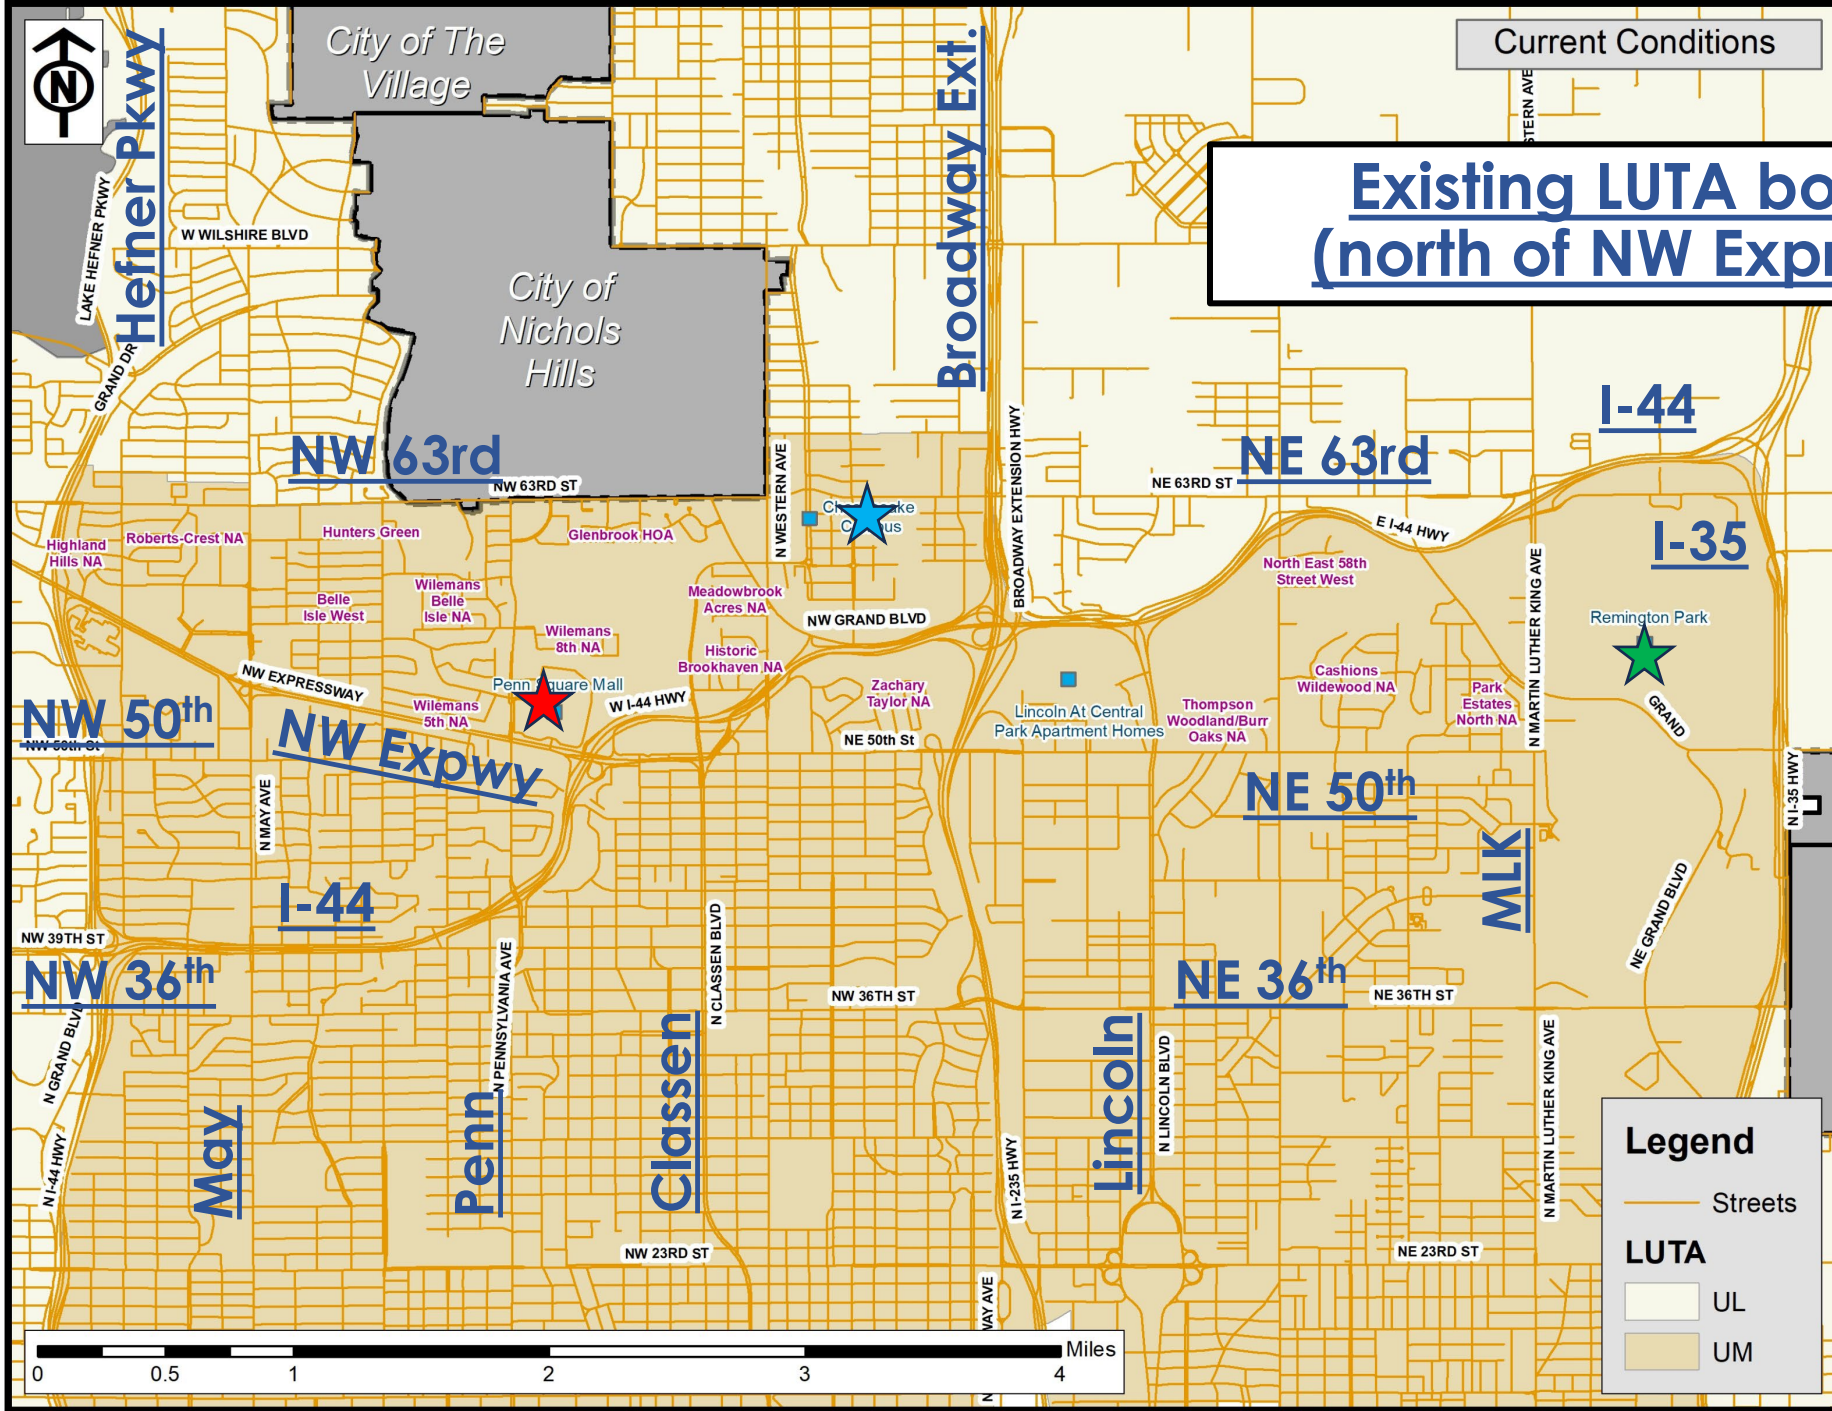 N
City of The
Village
Hefner Pkwy
Broadway Ext.
Current Conditions
Existing LUTA bo
(north of NW Expr
STERN AVE
LAKE HEFNER PKWY
W WILSHIRE BLVD
City of
Nichols
Hills
GRAND DR
I-44
NW 63rd
NW 63RD ST
N WESTERN AVE
BROADWAY EXTENSION HWY
NE 63RD ST
NE 63rd
E I-44 HWY
I-35
Highland
Hills NA
Roberts-Crest NA
Hunters Green
Glenbrook HOA
North East 58th
Street West
Belle
Isle West
Wilemans
Belle
Isle NA
Meadowbrook
Acres NA
NW GRAND BLVD
N MARTIN LUTHER KING AVE
Remington Park
Wilemans
8th NA
Historic
Brookhaven NA
NW EXPRESSWAY
Penn Square Mall
W I-44 HWY
Zachary
Taylor NA
Cashions
Wildewood NA
Park
Estates
North NA
GRAND
NW 50th
NW 50th St
Wilemans
5th NA
Lincoln At Central
Park Apartment Homes
Thompson
Woodland/Burr
Oaks NA
NE 50th St
NW Expwy
NE 50th
N I-35 HWY
N MAY AVE
MLK
I-44
NE GRAND BLVD
NW 39TH ST
NW 36th
N PENNSYLVANIA AVE
N CLASSEN BLVD
NW 36TH ST
NE 36th
NE 36TH ST
N GRAND BLVD
May
Penn
Classen
Lincoln
N LINCOLN BLVD
N MARTIN LUTHER KING AVE
N I-44 HWY
N I-235 HWY
NW 23RD ST
NE 23RD ST
WAY AVE
N
Legend
Streets
LUTA
UL
UM
Miles
0 0.5 1 2 3 4